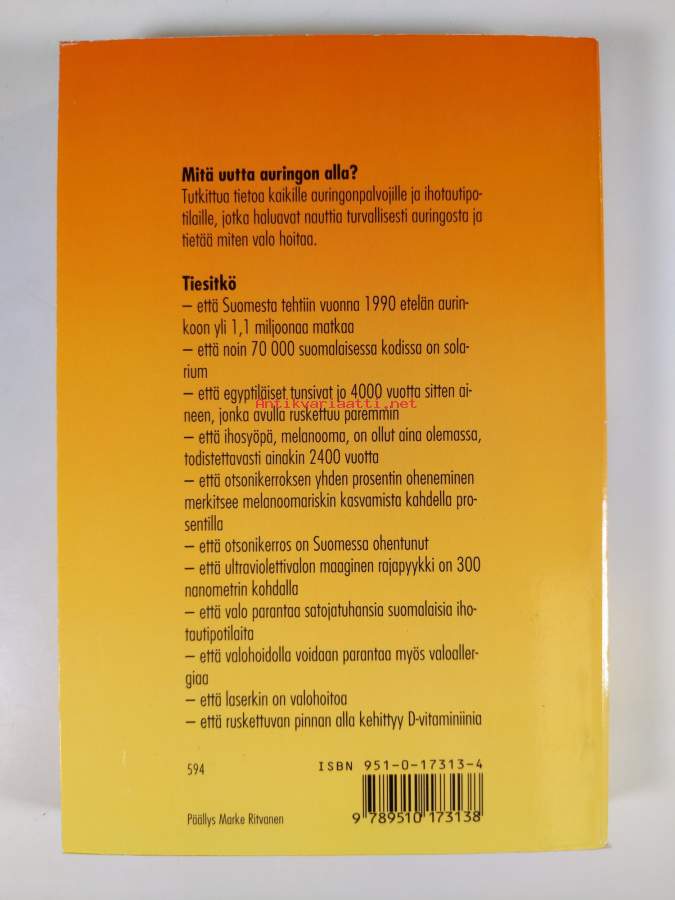 Mitä uutta auringon alla?
Tutkittua tietoa kaikille auringonpalvojille ja ihotautipo-
tilaille, jotka haluavat nauttia turvallisesti auringosta ja
tietää miten valo hoitaa.
Tiesitkö
– että Suomesta tehtiin vuonna 1990 etelän aurin-
koon yli 1,1 miljoonaa matkaa
– että noin 70 000 suomalaisessa kodissa on sola-
rium
– että egyptiläiset tunsivat jo 4000 vuotta sitten ai-
Antikvariaatti.net
neen, jonka avulla ruskettuu paremmin
– että ihosyöpä, melanooma, on ollut aina olemassa,
todistettavasti ainakin 2400 vuotta
– että otsonikerroksen yhden prosentin oheneminen
merkitsee melanoomariskin kasvamista kahdella pro-
sentilla
– että otsonikerros on Suomessa ohentunut
– että ultraviolettivalon maaginen rajapyykki on 300
nanometrin kohdalla
– että valo parantaa satojatuhansia suomalaisia iho-
tautipotilaita
– että valohoidolla voidaan parantaa myös valoaller-
giaa
– että laserkin on valohoitoa
– että ruskettuvan pinnan alla kehittyy D-vitaminiinia
594
ISBN 951-0-17313-4
9 789510 173138
Päällys Marke Ritvanen